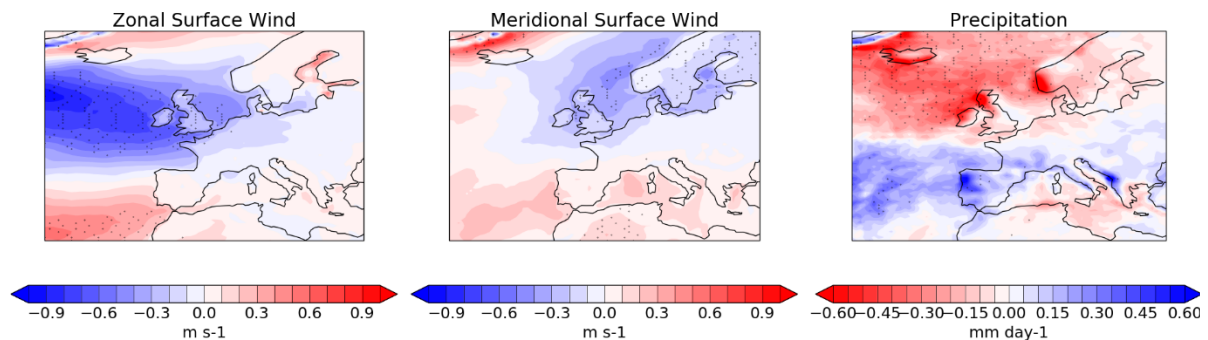 Zonal Surface Wind
Meridional Surface Wind
Precipitation
−0.9 −0.6 −0.3 0.0 0.3 0.6 0.9
m s-1
−0.9 −0.6 −0.3 0.0 0.3 0.6 0.9
m s-1
−0.60 −0.45 −0.30 −0.15 0.00 0.15 0.30 0.45 0.60
mm day-1